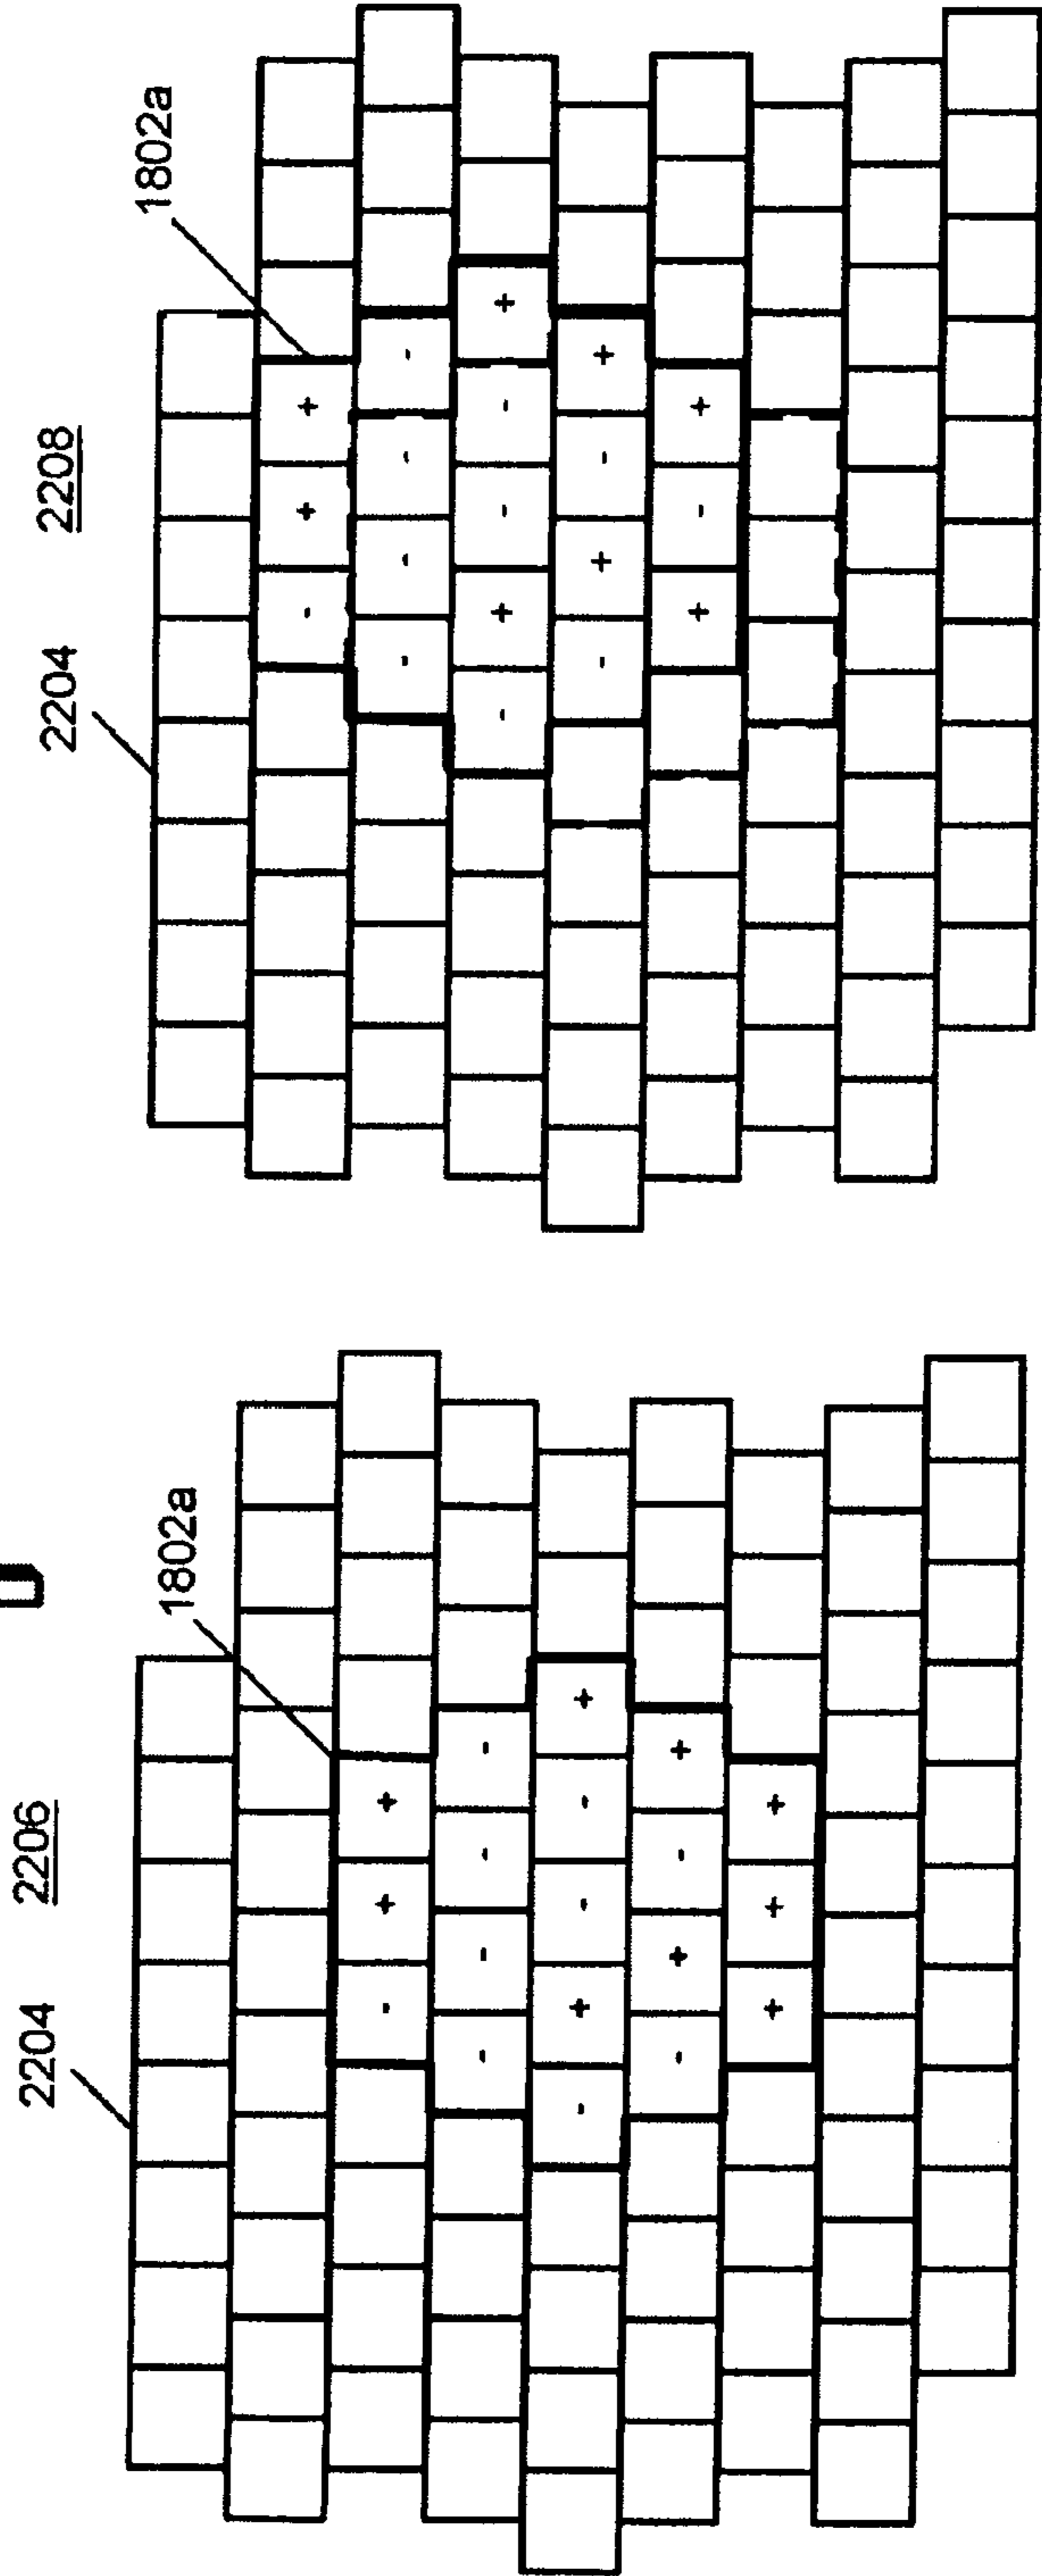 2206
2204
1802a
- + +
- - - -
- + - - +
- + - +
+ + +
2208
2204
1802a
- + +
- - - -
- + - - +
- + - +
+ - +